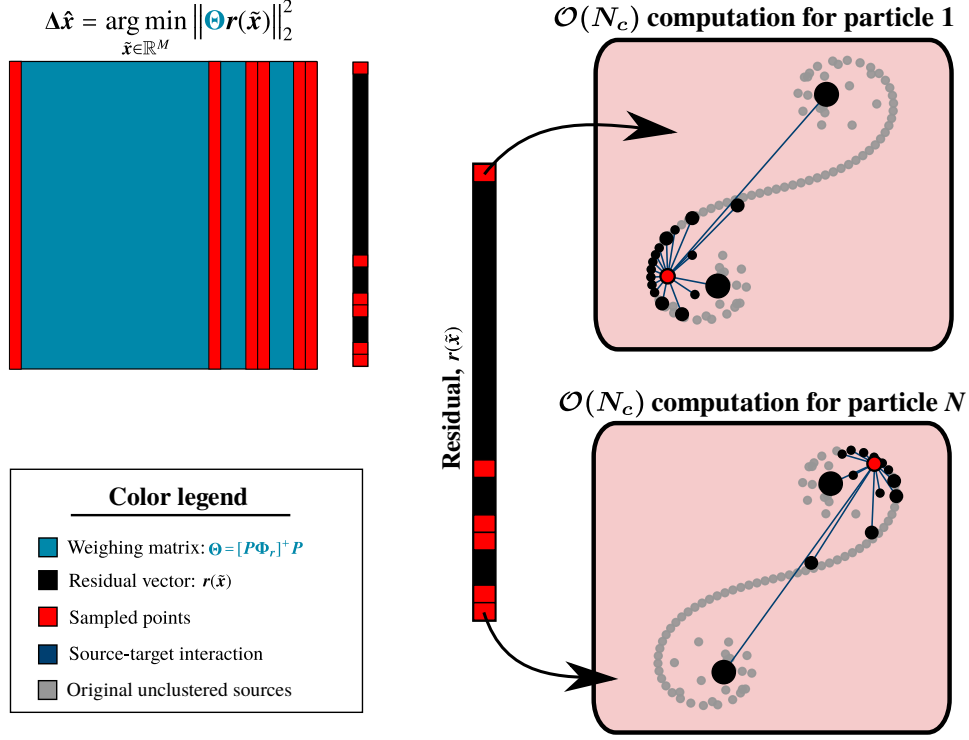 Δx̂ = arg min ‖Θr(x̃)‖₂²
x̃∈ℝᴹ
𝒪(N_c) computation for particle 1
Residual, r(x̃)
𝒪(N_c) computation for particle N
Color legend
Weighing matrix: Θ = [PΦ_r]⁺ P
Residual vector: r(x̃)
Sampled points
Source-target interaction
Original unclustered sources